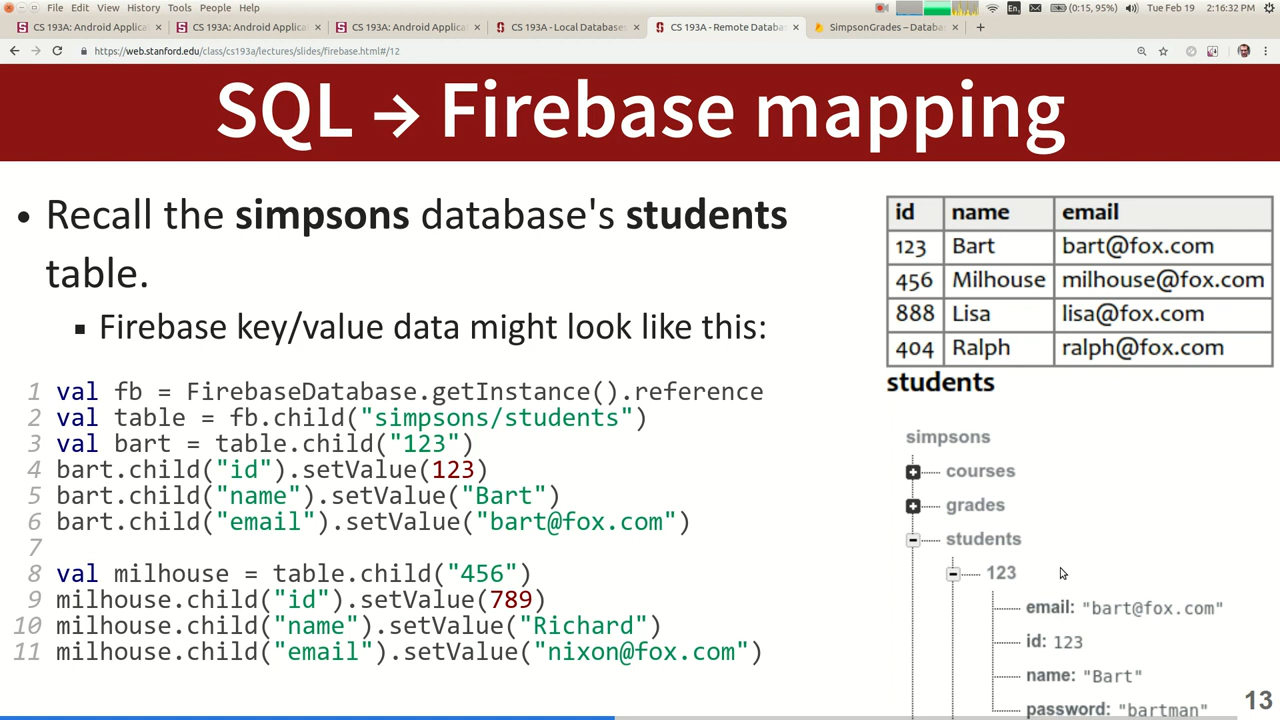 File Edit View History Tools People Help
En (0:15, 95%) Tue Feb 19 2:16:32 PM
CS 193A: Android Applica × CS 193A: Android Applica × CS 193A: Android Applica × CS 193A - Local Databases × CS 193A - Remote Databas × SimpsonGrades – Databas ×
https://web.stanford.edu/class/cs193a/lectures/slides/firebase.html#/12
SQL → Firebase mapping
• Recall the simpsons database's students
table.
▪ Firebase key/value data might look like this:
1 val fb = FirebaseDatabase.getInstance().reference
2 val table = fb.child("simpsons/students")
3 val bart = table.child("123")
4 bart.child("id").setValue(123)
5 bart.child("name").setValue("Bart")
6 bart.child("email").setValue("bart@fox.com")
7
8 val milhouse = table.child("456")
9 milhouse.child("id").setValue(789)
10 milhouse.child("name").setValue("Richard")
11 milhouse.child("email").setValue("nixon@fox.com")
id name email
123 Bart bart@fox.com
456 Milhouse milhouse@fox.com
888 Lisa lisa@fox.com
404 Ralph ralph@fox.com
students
simpsons
courses
grades
students
123
email: "bart@fox.com"
id: 123
name: "Bart"
password: "bartman"
13